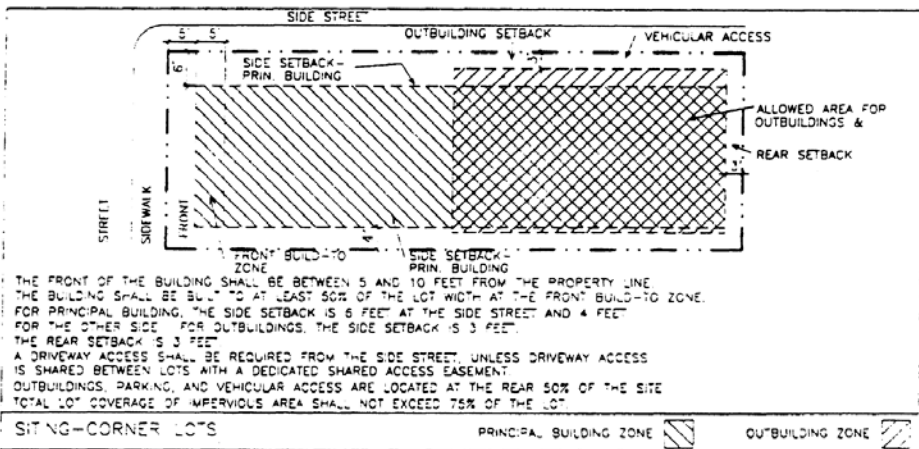 SIDE STREET
OUTBUILDING SETBACK
VEHICULAR ACCESS
5' 5'
6'
5'
SIDE SETBACK-
PRIN. BUILDING
ALLOWED AREA FOR
OUTBUILDINGS &
REAR SETBACK
STREET
SIDEWALK
FRONT
4'
FRONT BUILD-TO
ZONE
SIDE SETBACK-
PRIN. BUILDING
THE FRONT OF THE BUILDING SHALL BE BETWEEN 5 AND 10 FEET FROM THE PROPERTY LINE.
THE BUILDING SHALL BE BUILT TO AT LEAST 50% OF THE LOT WIDTH AT THE FRONT BUILD-TO ZONE.
FOR PRINCIPAL BUILDING, THE SIDE SETBACK IS 6 FEET AT THE SIDE STREET AND 4 FEET
FOR THE OTHER SIDE. FOR OUTBUILDINGS, THE SIDE SETBACK IS 3 FEET.
THE REAR SETBACK IS 3 FEET
A DRIVEWAY ACCESS SHALL BE REQUIRED FROM THE SIDE STREET, UNLESS DRIVEWAY ACCESS
IS SHARED BETWEEN LOTS WITH A DEDICATED SHARED ACCESS EASEMENT.
OUTBUILDINGS, PARKING, AND VEHICULAR ACCESS ARE LOCATED AT THE REAR 50% OF THE SITE
TOTAL LOT COVERAGE OF IMPERVIOUS AREA SHALL NOT EXCEED 75% OF THE LOT.
SITING-CORNER LOTS
PRINCIPAL BUILDING ZONE
OUTBUILDING ZONE